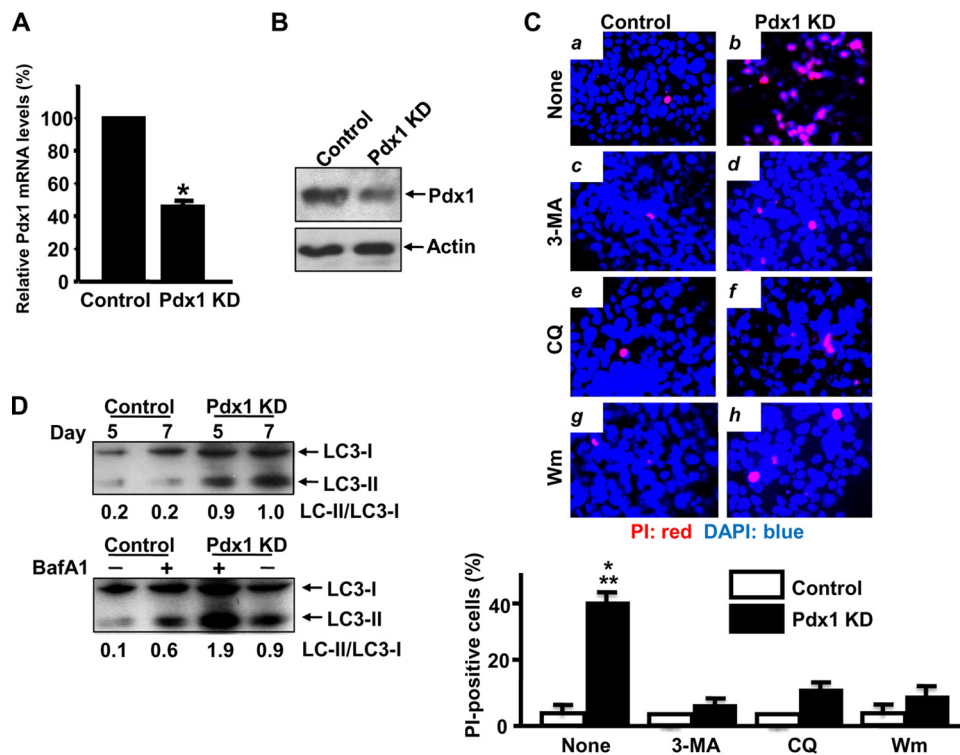 A
Relative Pdx1 mRNA levels (%)
100
80
60
40
20
0
*
Control Pdx1 KD
B
Control Pdx1 KD
Pdx1
Actin
C
Control Pdx1 KD
None
a b
3-MA
c d
CQ
e f
Wm
g h
PI: red DAPI: blue
PI-positive cells (%)
40
20
0
*
**
Control
Pdx1 KD
None 3-MA CQ Wm
D
Control Pdx1 KD
Day 5 7 5 7
LC3-I
LC3-II
0.2 0.2 0.9 1.0 LC-II/LC3-I
Control Pdx1 KD
BafA1 – + + –
LC3-I
LC3-II
0.1 0.6 1.9 0.9 LC-II/LC3-I